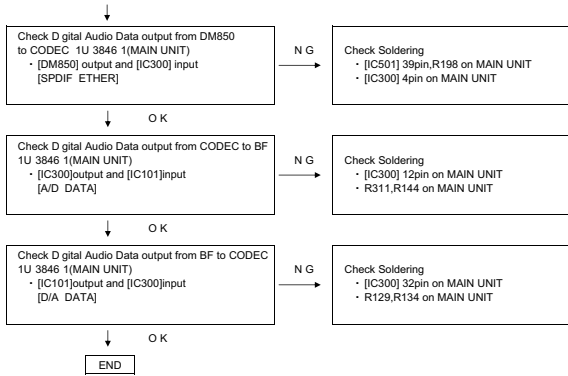 Check D gital Audio Data output from DM850
to CODEC 1U 3846 1(MAIN UNIT)
・ [DM850] output and [IC300] input
[SPDIF ETHER]
N G
Check Soldering
・ [IC501] 39pin,R198 on MAIN UNIT
・ [IC300] 4pin on MAIN UNIT
O K
Check D gital Audio Data output from CODEC to BF
1U 3846 1(MAIN UNIT)
・ [IC300]output and [IC101]input
[A/D DATA]
N G
Check Soldering
・ [IC300] 12pin on MAIN UNIT
・ R311,R144 on MAIN UNIT
O K
Check D gital Audio Data output from BF to CODEC
1U 3846 1(MAIN UNIT)
・ [IC101]output and [IC300]input
[D/A DATA]
N G
Check Soldering
・ [IC300] 32pin on MAIN UNIT
・ R129,R134 on MAIN UNIT
O K
END